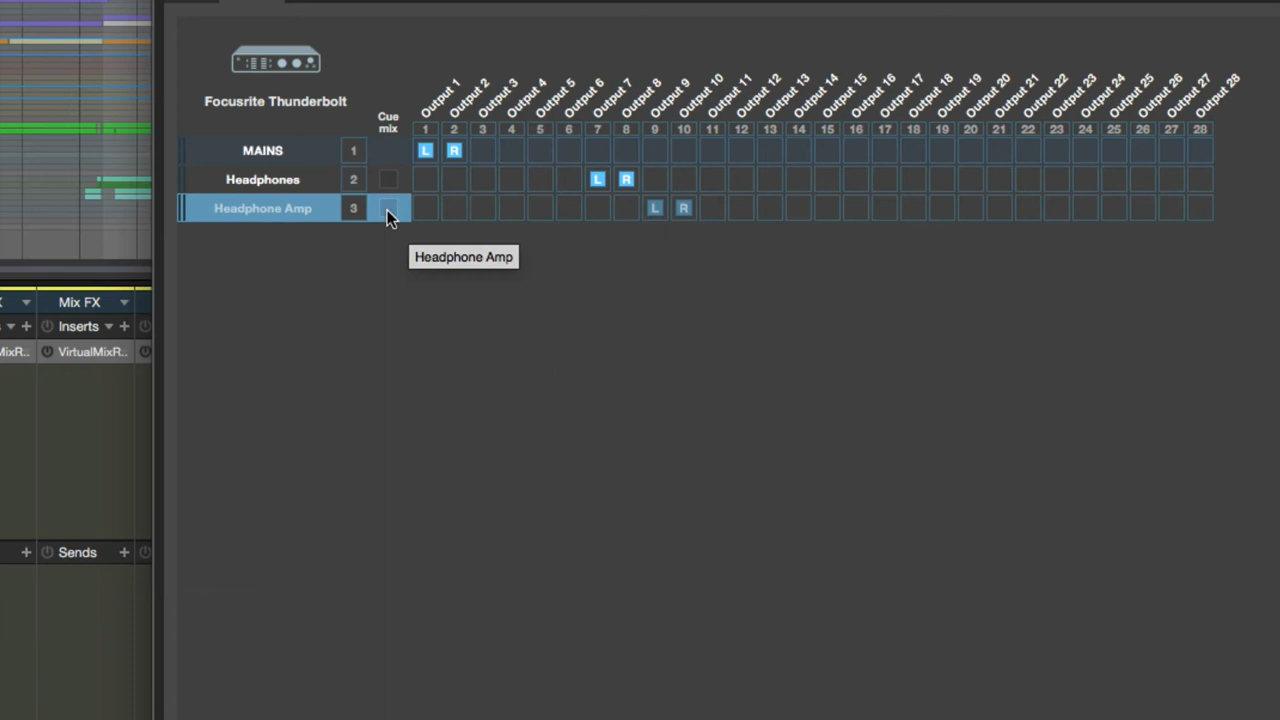 Focusrite Thunderbolt
Cue
mix
Output 1 Output 2 Output 3 Output 4 Output 5 Output 6 Output 7 Output 8 Output 9 Output 10 Output 11 Output 12 Output 13 Output 14 Output 15 Output 16 Output 17 Output 18 Output 19 Output 20 Output 21 Output 22 Output 23 Output 24 Output 25 Output 26 Output 27 Output 28
1 2 3 4 5 6 7 8 9 10 11 12 13 14 15 16 17 18 19 20 21 22 23 24 25 26 27 28
MAINS 1 L R
Headphones 2 L R
Headphone Amp 3 L R
Headphone Amp
X Mix FX
s Inserts
MixR.. VirtualMixR..
Sends